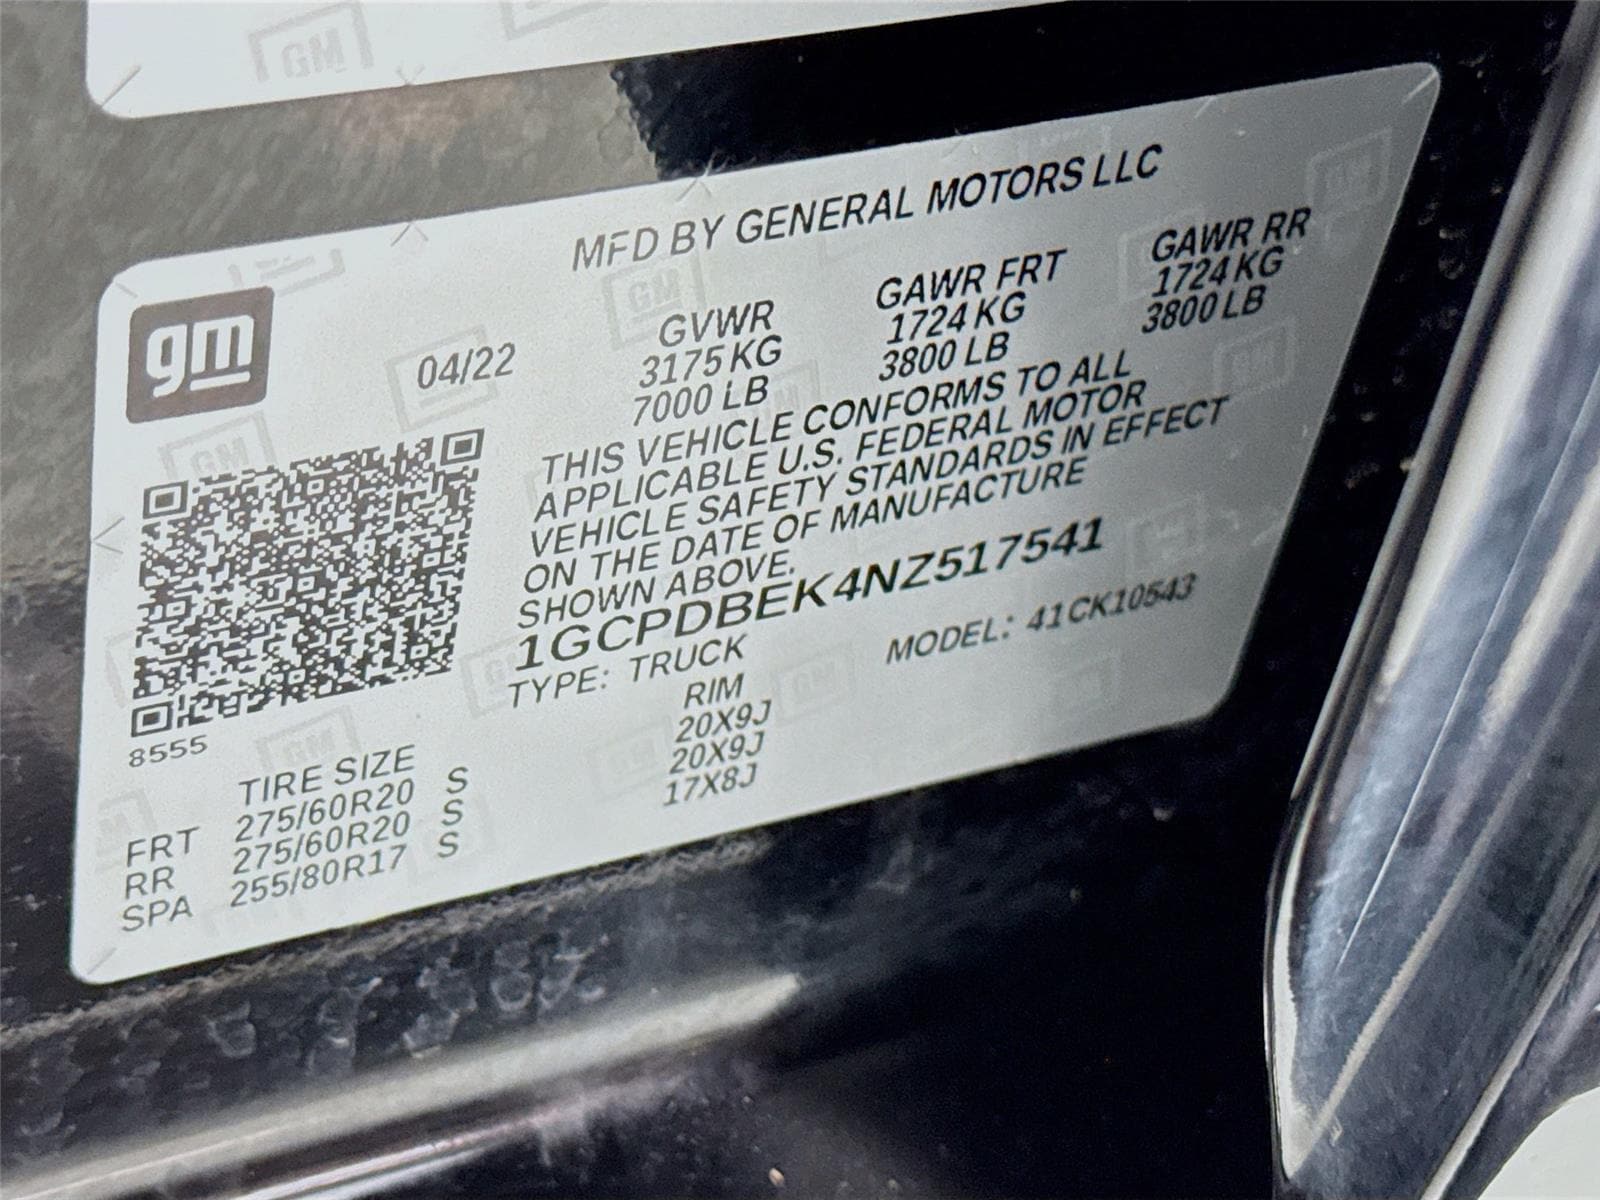 MFD BY GENERAL MOTORS LLC
gm
04/22
GVWR GAWR FRT GAWR RR
3175 KG 1724 KG 1724 KG
7000 LB 3800 LB 3800 LB
THIS VEHICLE CONFORMS TO ALL
APPLICABLE U.S. FEDERAL MOTOR
VEHICLE SAFETY STANDARDS IN EFFECT
ON THE DATE OF MANUFACTURE
SHOWN ABOVE.
1GCPDBEK4NZ517541
TYPE: TRUCK MODEL: 41CK10543
8555
TIRE SIZE RIM
FRT 275/60R20 S 20X9J
RR 275/60R20 S 20X9J
SPA 255/80R17 S 17X8J
GM